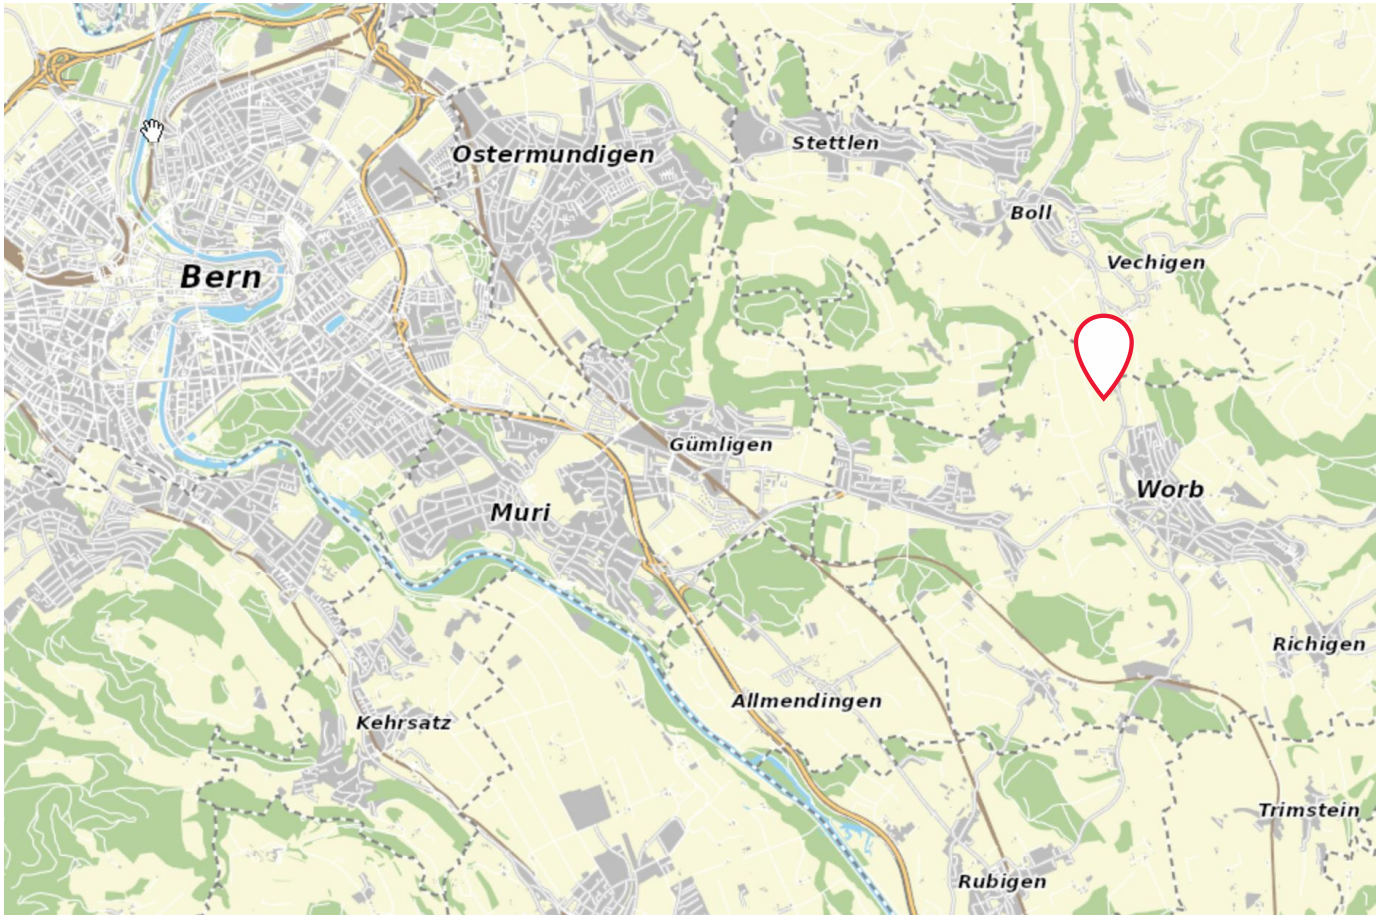 Stettlen
Ostermundigen
Boll
Vechigen
Bern
Gümligen
Worb
Muri
Richigen
Allmendingen
Kehrsatz
Trimstein
Rubigen